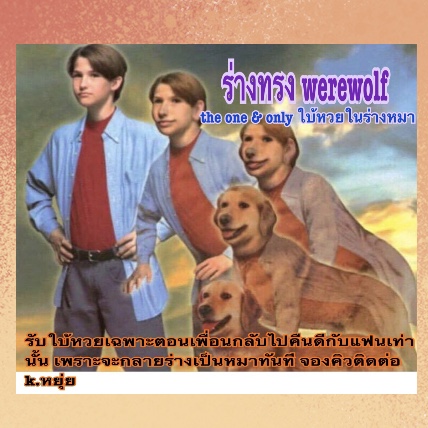 ร่างทรง werewolf
the one & only ใบ้หวยในร่างหมา
รับใบ้หวยเฉพาะตอนเพื่อนกลับไปคืนดีกับแฟนเท่า
นั้น เพราะจะกลายร่างเป็นหมาทันที จองคิวติดต่อ
k.หยุ่ย